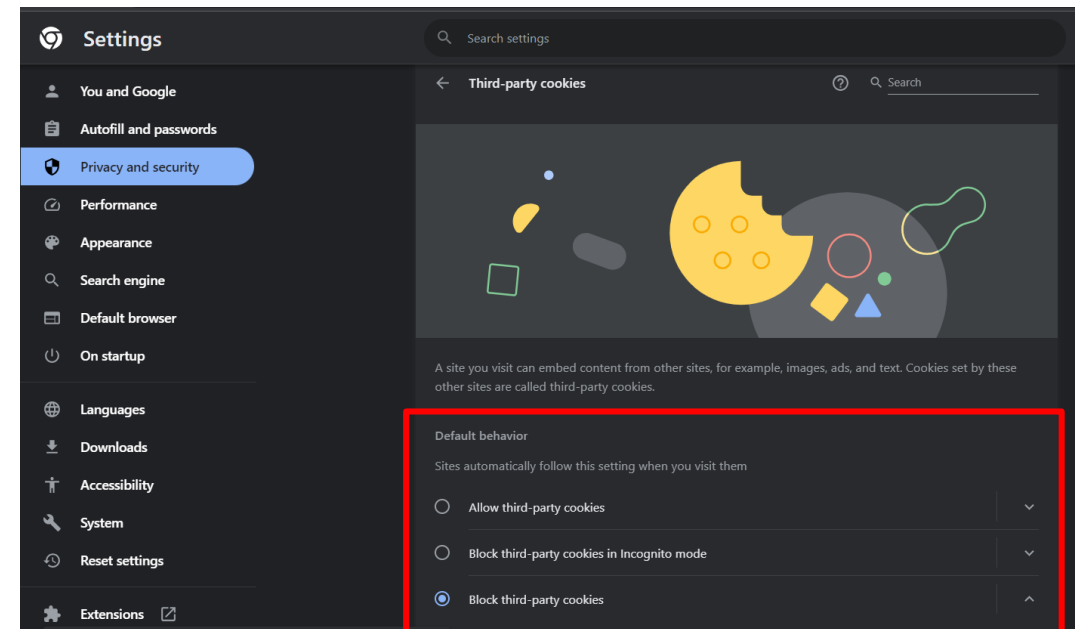 Settings
Search settings
You and Google
Autofill and passwords
Privacy and security
Performance
Appearance
Search engine
Default browser
On startup
Languages
Downloads
Accessibility
System
Reset settings
Extensions
Third-party cookies
Search
A site you visit can embed content from other sites, for example, images, ads, and text. Cookies set by these
other sites are called third-party cookies.
Default behavior
Sites automatically follow this setting when you visit them
Allow third-party cookies
Block third-party cookies in Incognito mode
Block third-party cookies